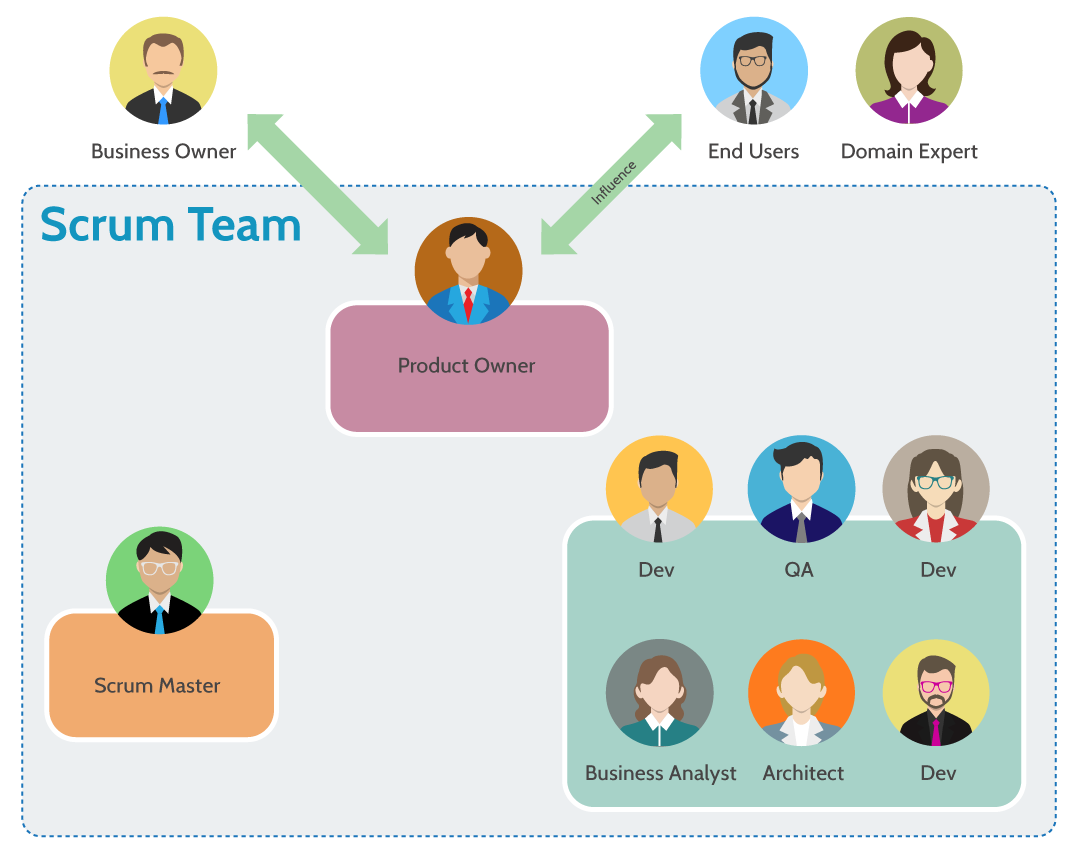 Business Owner
End Users
Domain Expert
Influence
Scrum Team
Product Owner
Dev
QA
Dev
Scrum Master
Business Analyst
Architect
Dev